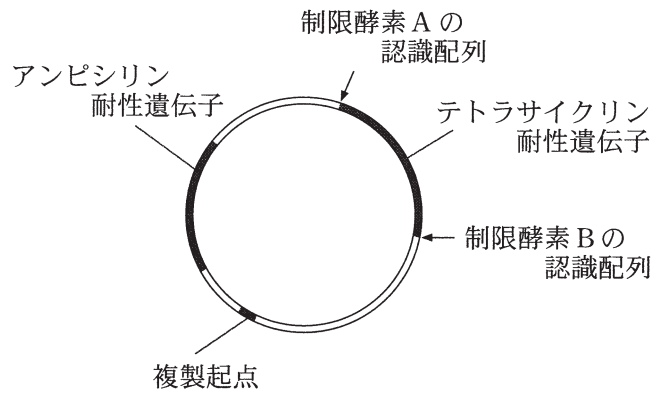 制限酵素Aの
認識配列
アンピシリン
耐性遺伝子
テトラサイクリン
耐性遺伝子
制限酵素Bの
認識配列
複製起点